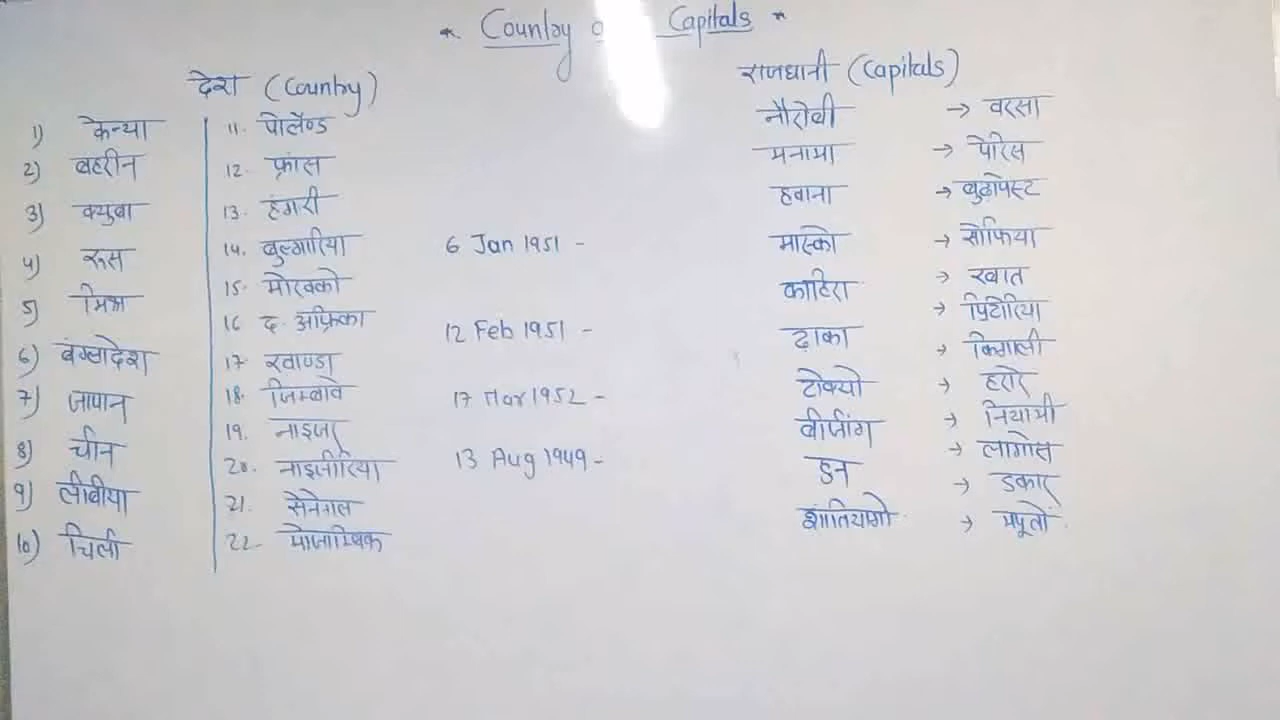 * Country o Capitals *
देश (Country)
राजधानी (Capitals)
1) केन्या
2) बहरीन
3) क्युबा
4) रूस
5) मिस्र
6) बंग्लादेश
7) जापान
8) चीन
9) लीबीया
10) चिली
11. पोलैण्ड
12. फ्रांस
13. हंगरी
14. बुल्गारिया
15. मोरक्को
16 द. अफ्रिका
17. रवाण्डा
18. जिम्बावे
19. नाइजर
20. नाइजीरिया
21. सेनेगल
22. मोजाम्बिक
6 Jan 1951 -
12 Feb 1951 -
17 Mar 1952 -
13 Aug 1949 -
नौरोबी
मनामा
हवाना
मास्को
काहिरा
ढ़ाका
टोक्यो
बीजींग
शांतियागो
→ वरसा
→ पेरिस
→ बुढ़ापेस्ट
→ सोफिया
→ रबात
→ प्रिटोरिया
→ किगाली
→ हरारे
→ नियामी
→ लागोस
→ डकार
→ मपूतों